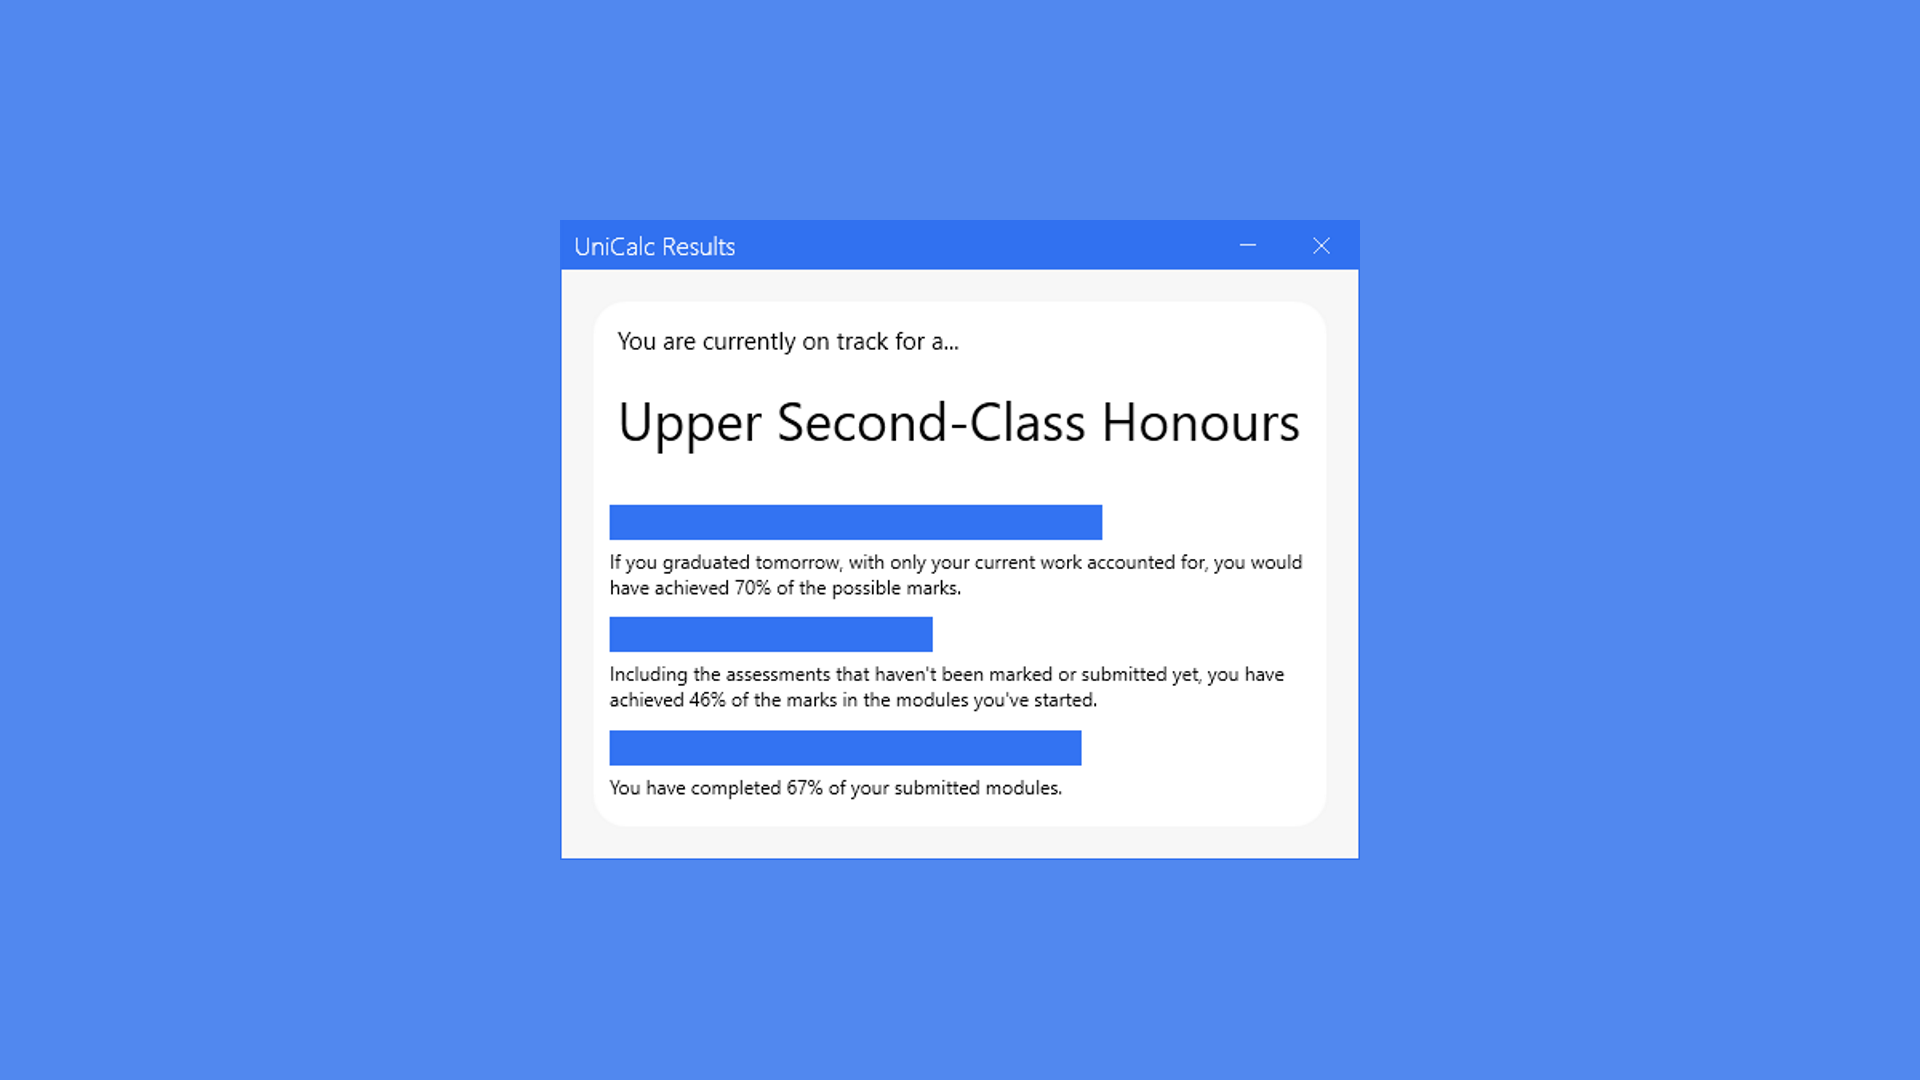 UniCalc Results
You are currently on track for a...
Upper Second-Class Honours
If you graduated tomorrow, with only your current work accounted for, you would
have achieved 70% of the possible marks.
Including the assessments that haven't been marked or submitted yet, you have
achieved 46% of the marks in the modules you've started.
You have completed 67% of your submitted modules.